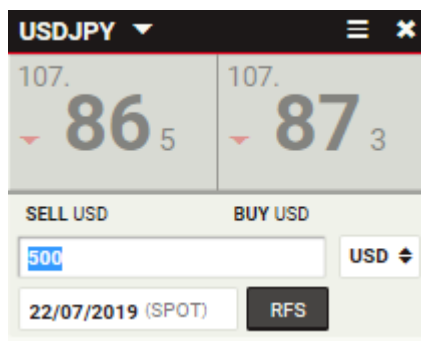 USDJPY
107. 107.
86 5 87 3
SELL USD BUY USD
500 USD
22/07/2019 (SPOT) RFS